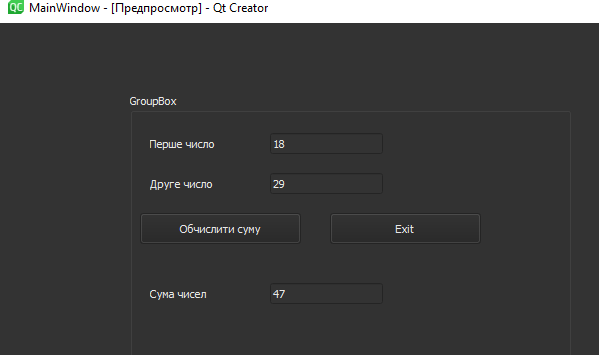 QC MainWindow - [Предпросмотр] - Qt Creator
GroupBox
Перше число 18
Друге число 29
Обчислити суму Exit
Сума чисел 47